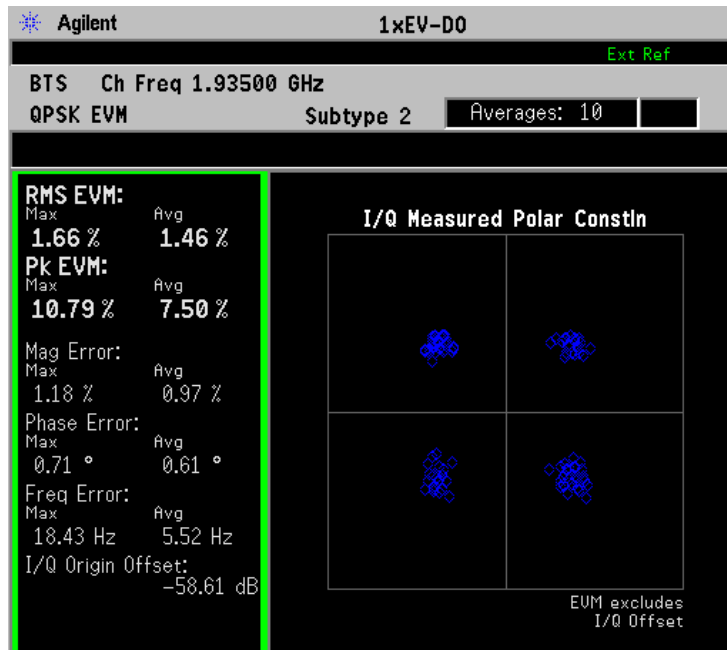 Agilent 1xEV-DO
Ext Ref
BTS Ch Freq 1.93500 GHz
QPSK EVM Subtype 2 Averages: 10
RMS EVM:
Max Avg
1.66 % 1.46 %
Pk EVM:
Max Avg
10.79 % 7.50 %
Mag Error:
Max Avg
1.18 % 0.97 %
Phase Error:
Max Avg
0.71 ° 0.61 °
Freq Error:
Max Avg
18.43 Hz 5.52 Hz
I/Q Origin Offset:
-58.61 dB
I/Q Measured Polar Constln
EVM excludes
I/Q Offset